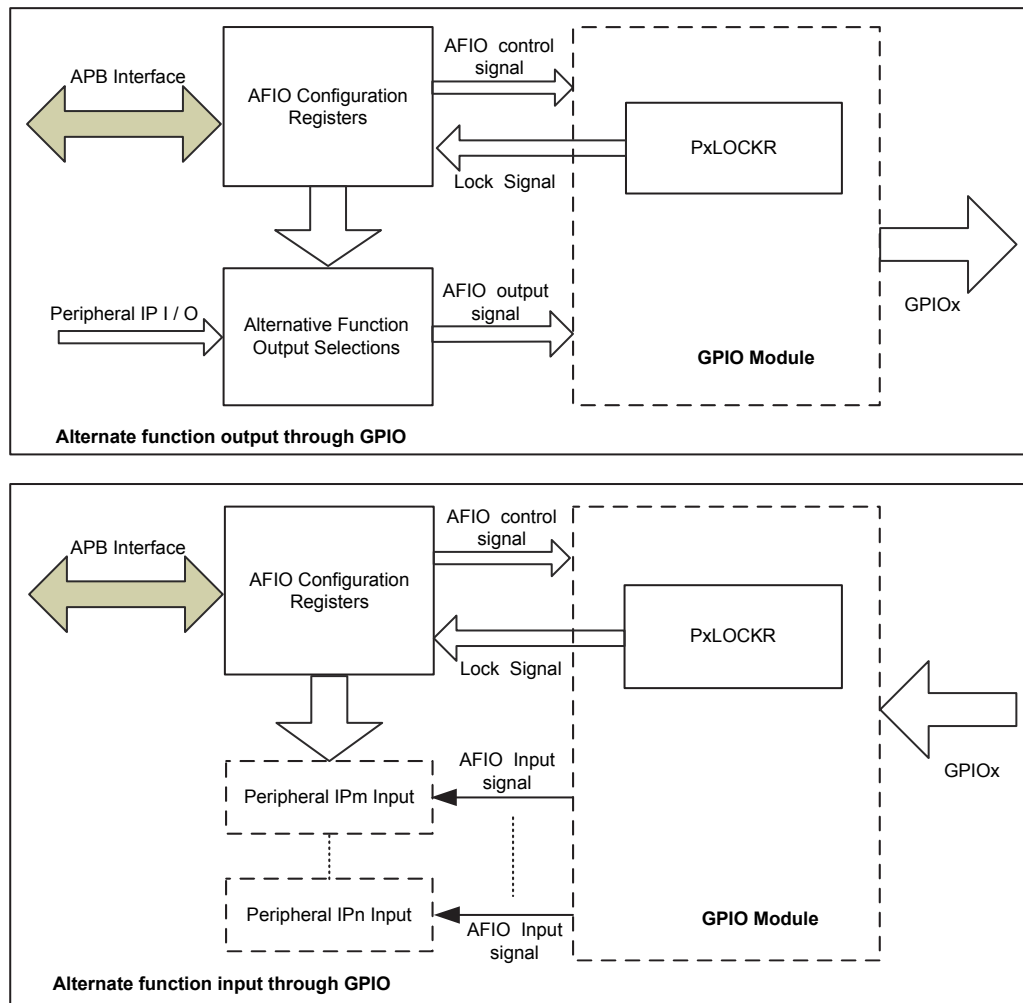 AFIO control
signal
APB Interface
AFIO Configuration
Registers
PxLOCKR
Lock Signal
Peripheral IP I / O
Alternative Function
Output Selections
AFIO output
signal
GPIOx
GPIO Module
Alternate function output through GPIO
AFIO control
signal
APB Interface
AFIO Configuration
Registers
PxLOCKR
Lock Signal
AFIO Input
signal
GPIOx
Peripheral IPm Input
Peripheral IPn Input
GPIO Module
AFIO Input
signal
Alternate function input through GPIO